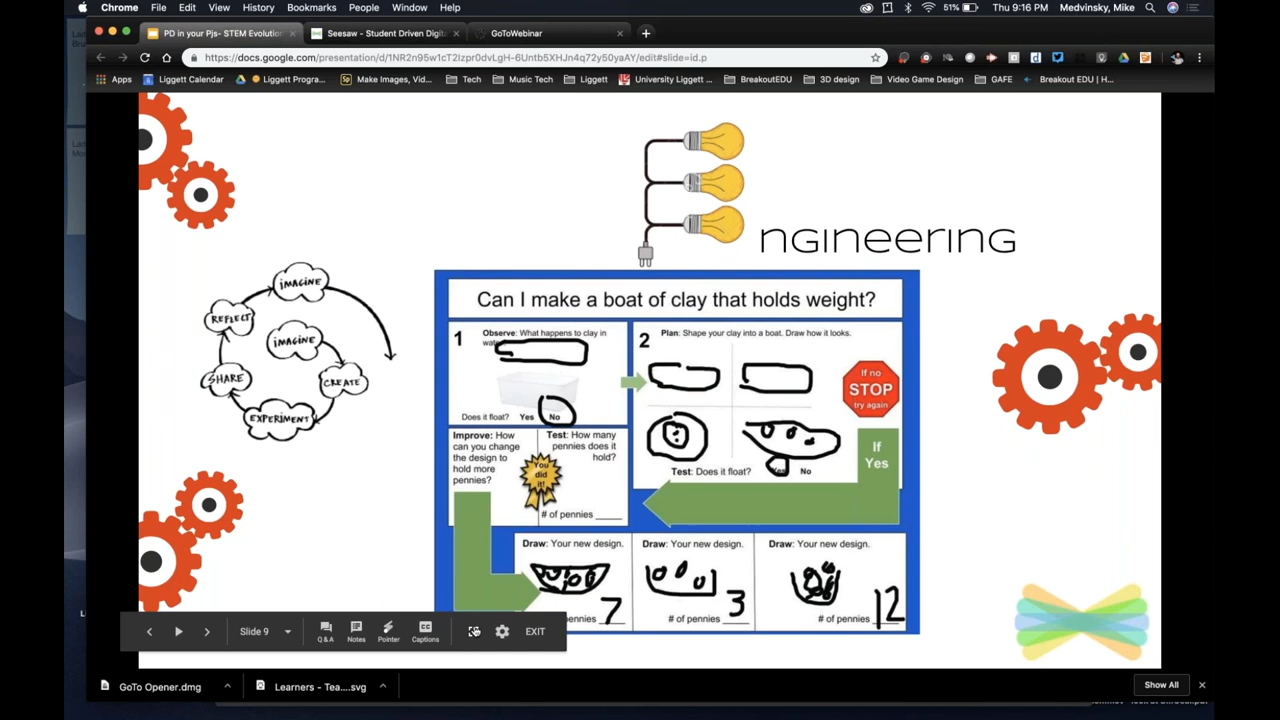 Chrome File Edit View History Bookmarks People Window Help 51% Thu 9:16 PM Medvinsky, Mike
PD in your Pjs- STEM Evolution Seesaw - Student Driven Digit GoToWebinar
https://docs.google.com/presentation/d/1NR2n95w1cT2Izpr0dvLgH-6Untb5XHJn4q72y50yaAY/edit#slide=id.p
Apps Liggett Calendar Liggett Progra... Make Images, Vid... Tech Music Tech Liggett University Liggett ... BreakoutEDU 3D design Video Game Design GAFE Breakout EDU | H...
ngineering
Can I make a boat of clay that holds weight?
1 Observe: What happens to clay in
Does it float? Yes No
2 Plan: Shape your clay into a boat. Draw how it looks.
If no
STOP
try again
If
Yes
Test: Does it float? Yes No
Improve: How
can you change
the design to
hold more
pennies?
Test: How many
pennies does it
hold?
You
did
it!
# of pennies ____
Draw: Your new design.
pennies 7
Draw: Your new design.
# of pennies 3
Draw: Your new design.
# of pennies 12
IMAGINE
REFLECT
IMAGINE
SHARE
CREATE
EXPERIMENT
Slide 9 Q & A Notes Pointer Captions EXIT
GoTo Opener.dmg Learners - Tea....svg Show All